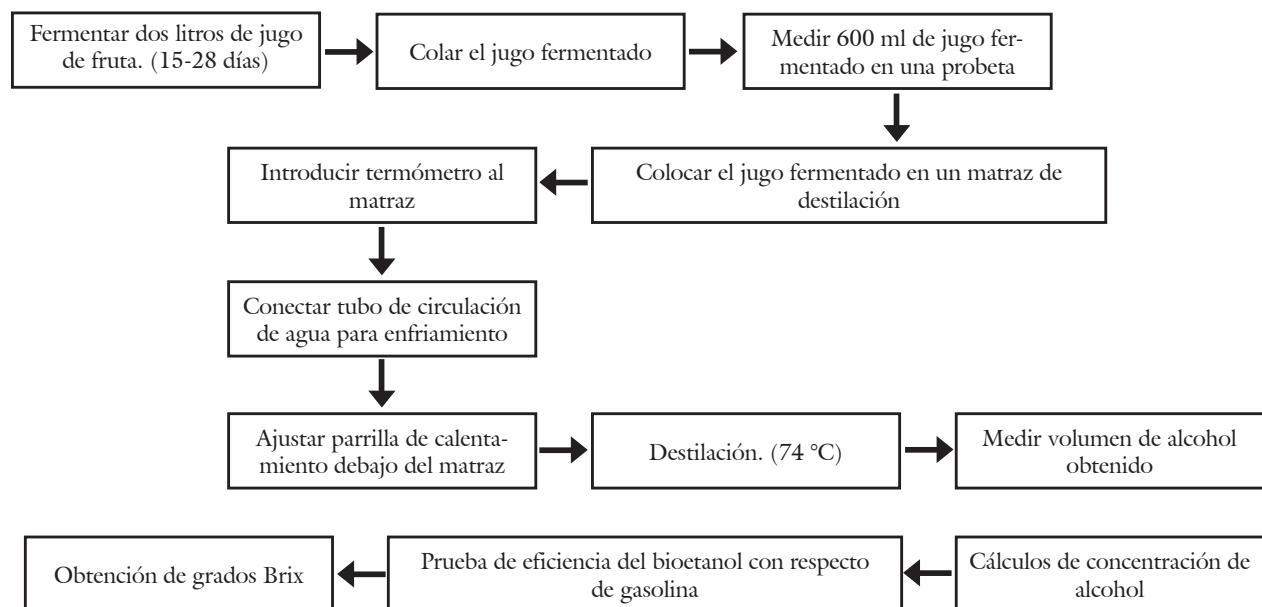 Fermentar dos litros de jugo
de fruta. (15-28 días)
Colar el jugo fermentado
Medir 600 ml de jugo fer-
mentado en una probeta
Colocar el jugo fermentado en un matraz de
destilación
Introducir termómetro al
matraz
Conectar tubo de circulación
de agua para enfriamiento
Ajustar parrilla de calenta-
miento debajo del matraz
Destilación. (74 °C)
Medir volumen de alcohol
obtenido
Cálculos de concentración de
alcohol
Prueba de eficiencia del bioetanol con respecto
de gasolina
Obtención de grados Brix